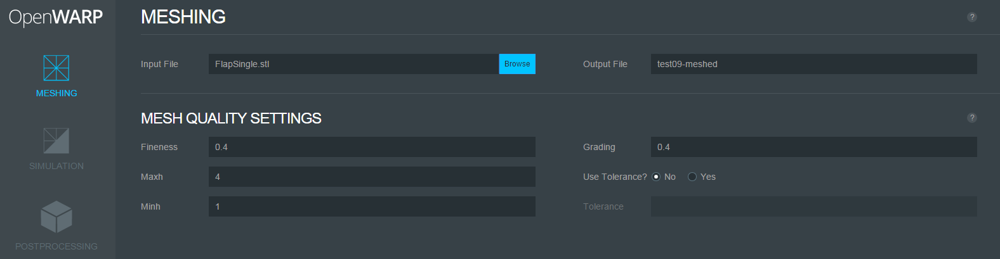 OpenWARP
MESHING
SIMULATION
POSTPROCESSING
MESHING
?
Input File
FlapSingle.stl
Browse
Output File
test09-meshed
MESH QUALITY SETTINGS
?
Fineness
0.4
Grading
0.4
Maxh
4
Use Tolerance?
No
Yes
Minh
1
Tolerance